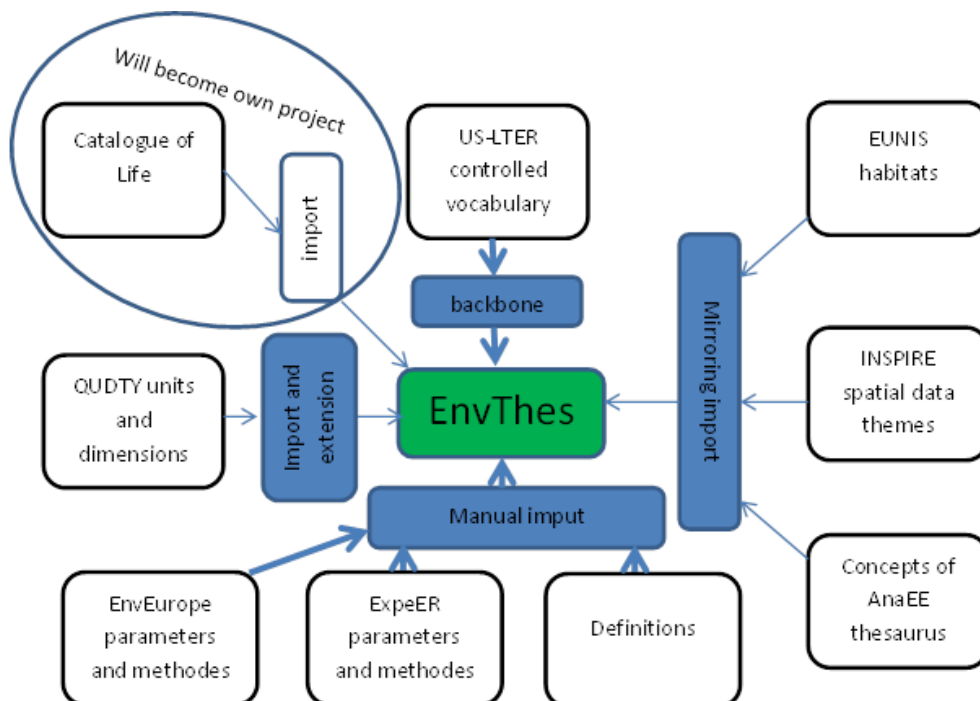 Will become own project
Catalogue of
Life
import
US-LTER
controlled
vocabulary
EUNIS
habitats
backbone
Mirroring import
QUDTY units
and
dimensions
Import and
extension
EnvThes
INSPIRE
spatial data
themes
Manual imput
EnvEurope
parameters
and methodes
ExpeER
parameters
and methodes
Definitions
Concepts of
AnaEE
thesaurus